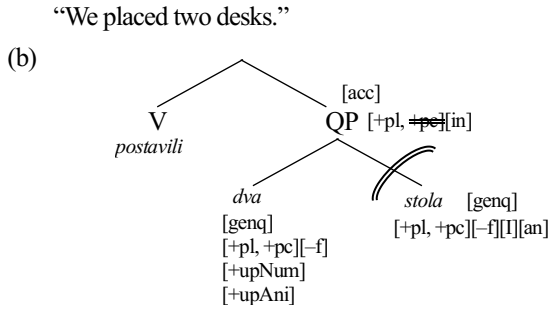 “We placed two desks.”
(b)
[acc]
V QP [+pl, +pc][in]
postavili
dva stola [genq]
[genq] [+pl, +pc][–f][I][an]
[+pl, +pc][–f]
[+upNum]
[+upAni]